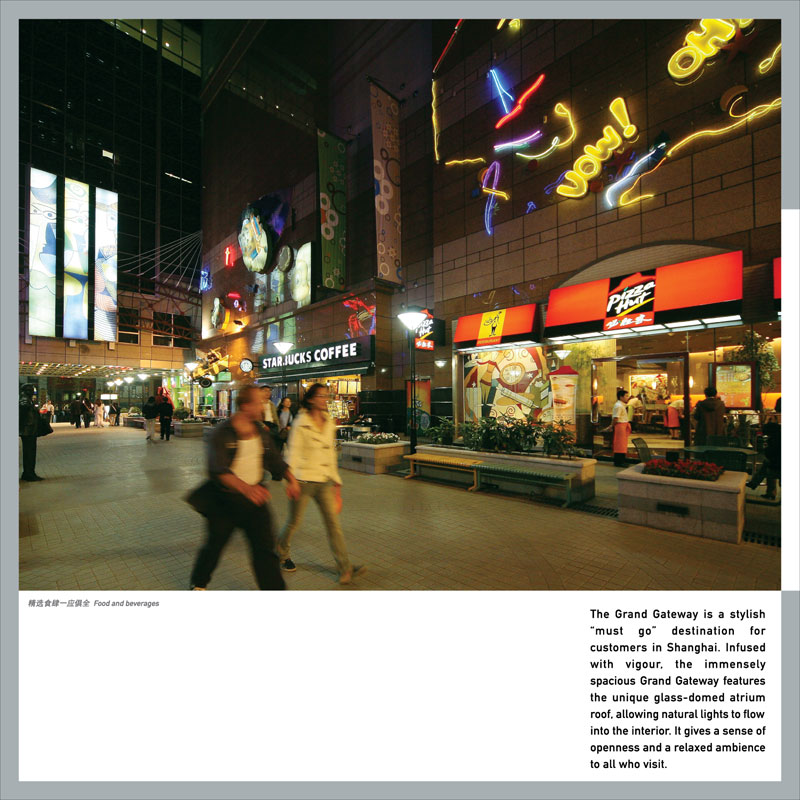 OH!
VOW!
Pizza
Hut
必胜客
STARBUCKS COFFEE
精选食肆一应俱全 Food and beverages
The Grand Gateway is a stylish
“must go” destination for
customers in Shanghai. Infused
with vigour, the immensely
spacious Grand Gateway features
the unique glass-domed atrium
roof, allowing natural lights to flow
into the interior. It gives a sense of
openness and a relaxed ambience
to all who visit.